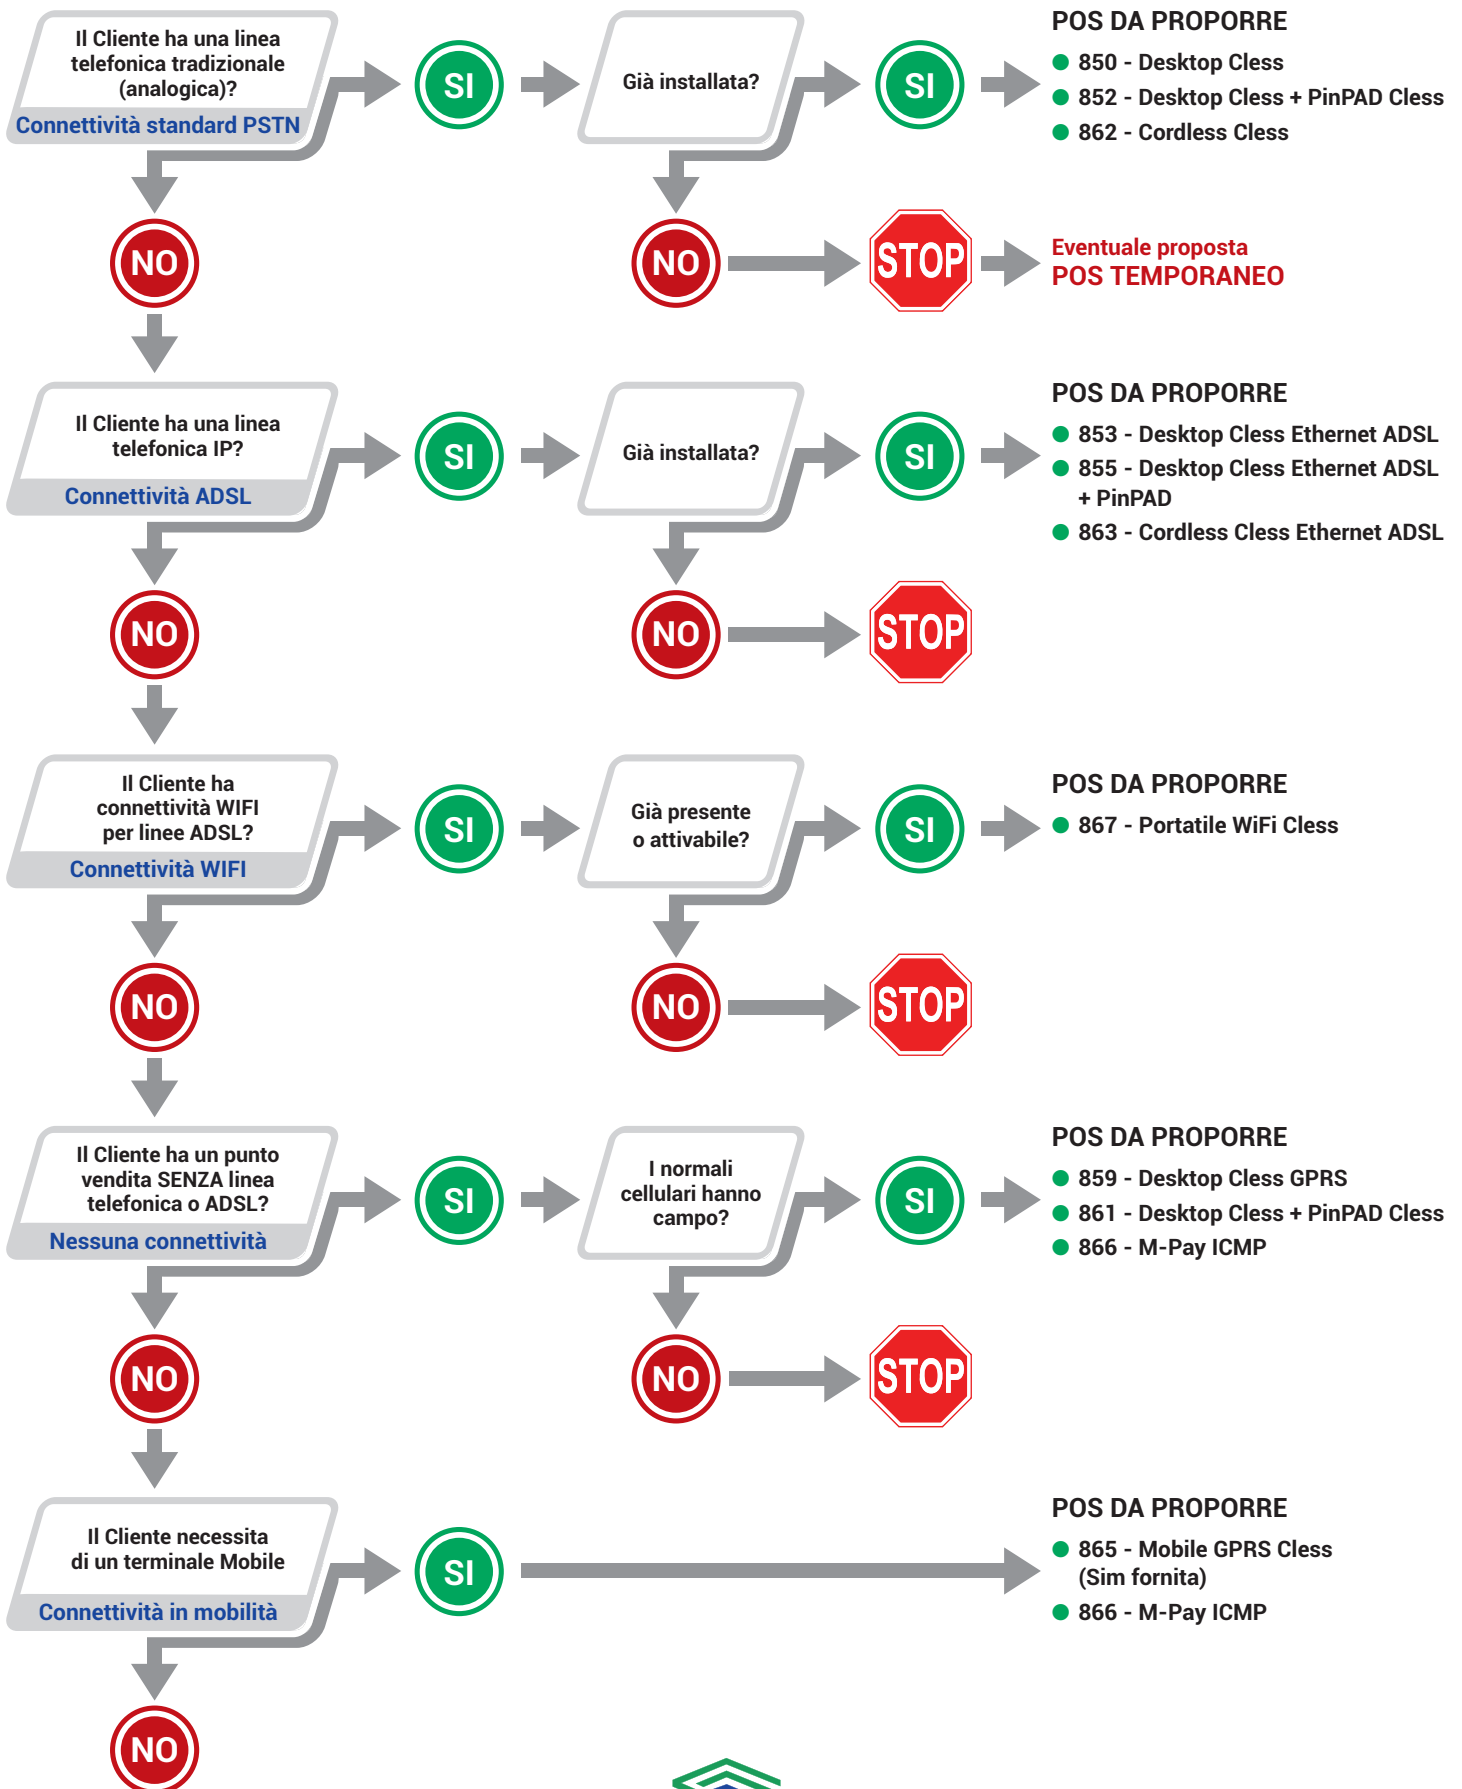 Il Cliente ha una linea
telefonica tradizionale
(analogica)?
Connettività standard PSTN
SI
Già installata?
SI
POS DA PROPORRE
850 - Desktop Cless
852 - Desktop Cless + PinPAD Cless
862 - Cordless Cless
NO
NO
STOP
Eventuale proposta
POS TEMPORANEO
Il Cliente ha una linea
telefonica IP?
Connettività ADSL
SI
Già installata?
SI
POS DA PROPORRE
853 - Desktop Cless Ethernet ADSL
855 - Desktop Cless Ethernet ADSL
+ PinPAD
863 - Cordless Cless Ethernet ADSL
NO
NO
STOP
Il Cliente ha
connettività WIFI
per linee ADSL?
Connettività WIFI
SI
Già presente
o attivabile?
SI
POS DA PROPORRE
867 - Portatile WiFi Cless
NO
NO
STOP
Il Cliente ha un punto
vendita SENZA linea
telefonica o ADSL?
Nessuna connettività
SI
I normali
cellulari hanno
campo?
SI
POS DA PROPORRE
859 - Desktop Cless GPRS
861 - Desktop Cless + PinPAD Cless
866 - M-Pay ICMP
NO
NO
STOP
Il Cliente necessita
di un terminale Mobile
Connettività in mobilità
SI
POS DA PROPORRE
865 - Mobile GPRS Cless
(Sim fornita)
866 - M-Pay ICMP
NO